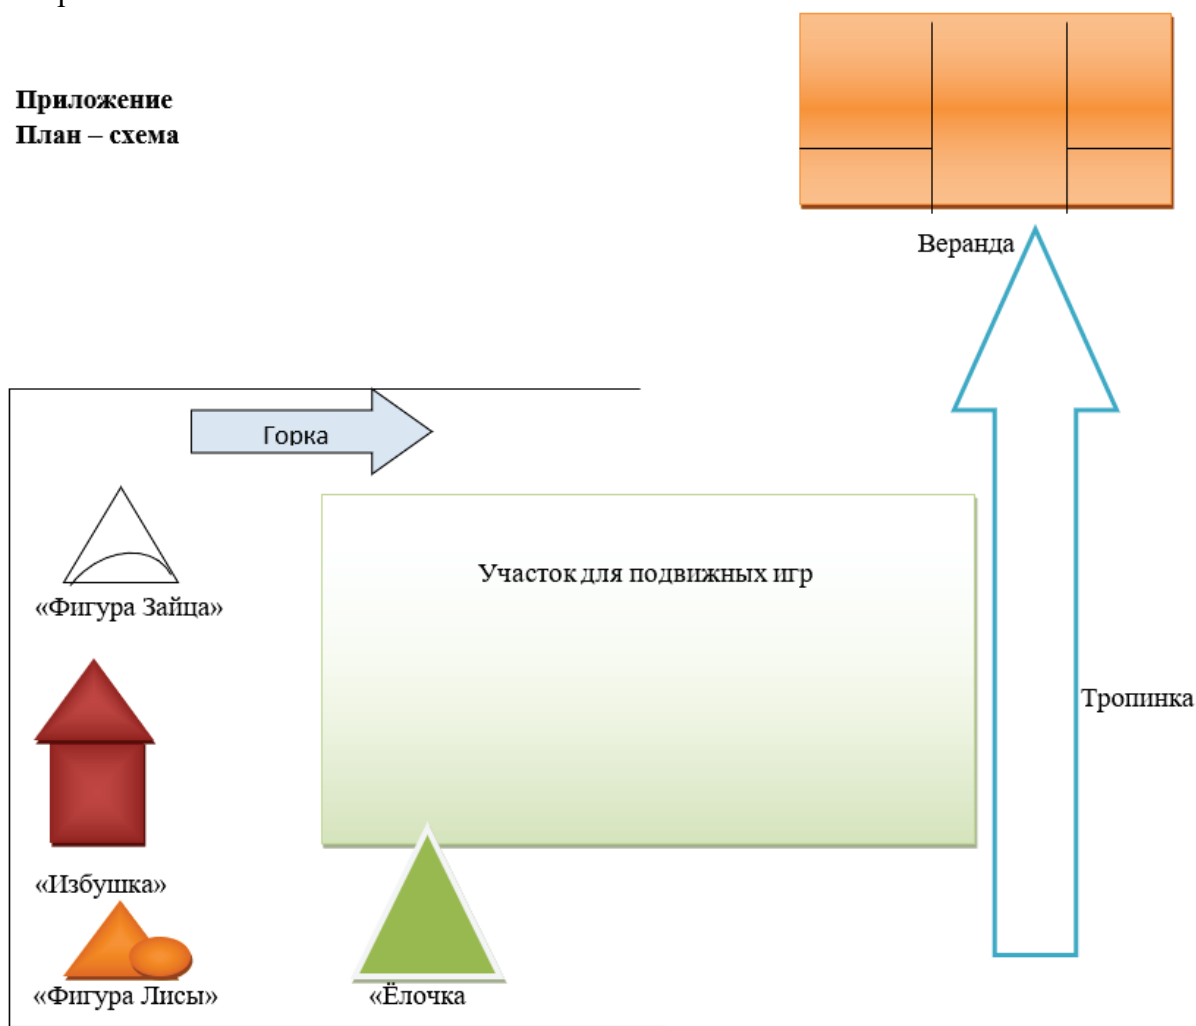 Приложение
План – схема
Веранда
Горка
Участок для подвижных игр
«Фигура Зайца»
Тропинка
«Избушка»
«Фигура Лисы»
«Ёлочка